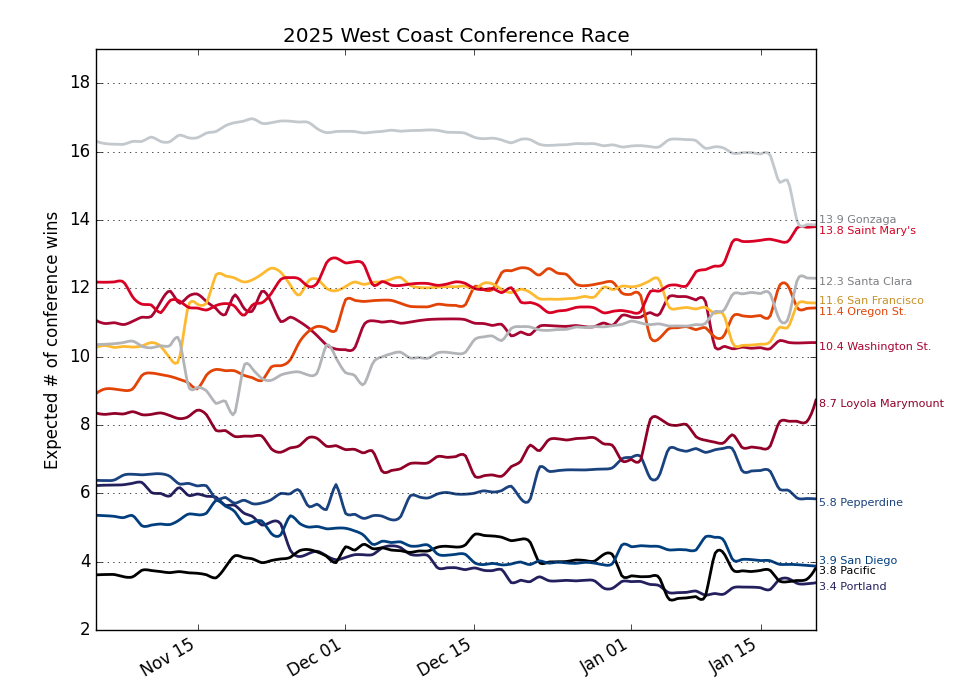 2025 West Coast Conference Race
Expected # of conference wins
18
16
14
12
10
8
6
4
2
Nov 15
Dec 01
Dec 15
Jan 01
Jan 15
13.9 Gonzaga
13.8 Saint Mary's
12.3 Santa Clara
11.6 San Francisco
11.4 Oregon St.
10.4 Washington St.
8.7 Loyola Marymount
5.8 Pepperdine
3.9 San Diego
3.8 Pacific
3.4 Portland